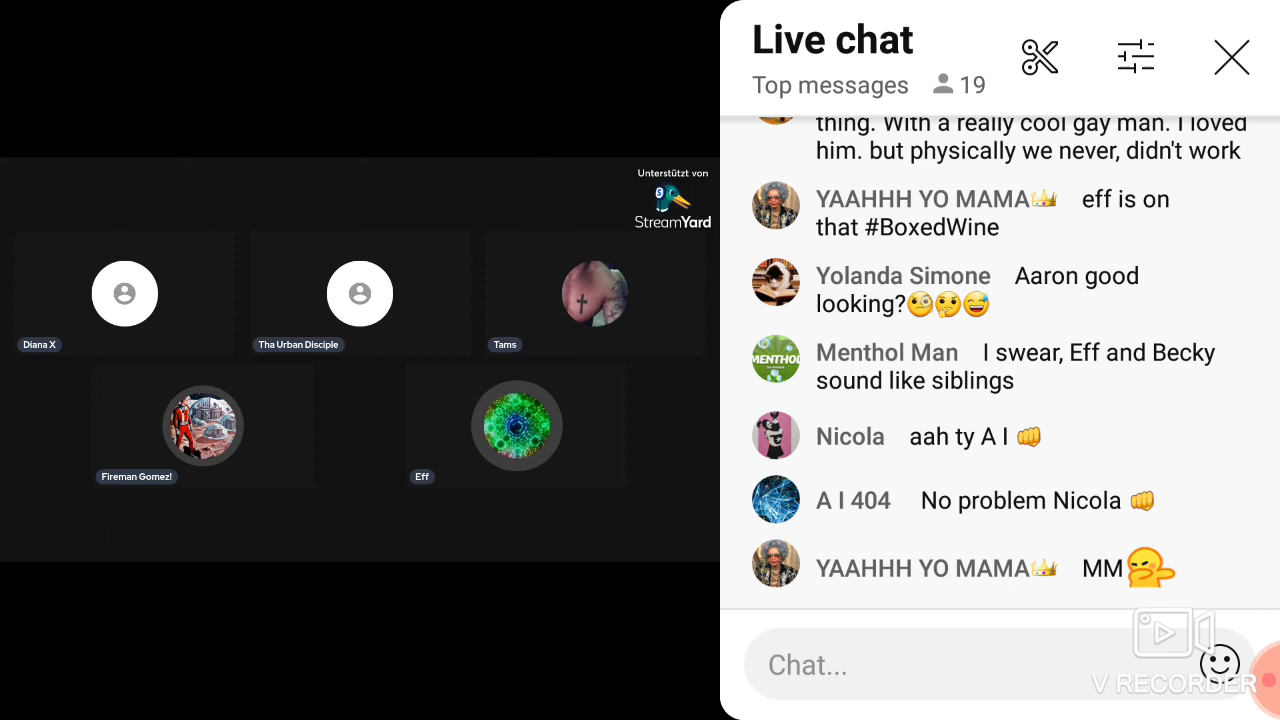 Unterstützt von
S
StreamYard
Diana X
Tha Urban Disciple
Tams
Fireman Gomez!
Eff
Live chat
Top messages 19
thing. With a really cool gay man. I loved
him. but physically we never, didn't work
YAAHHH YO MAMA👑 eff is on
that #BoxedWine
Yolanda Simone Aaron good
looking?🧐🤔😅
MENTHOL
Menthol Man I swear, Eff and Becky
sound like siblings
Nicola aah ty A I 👊
A I 404 No problem Nicola 👊
YAAHHH YO MAMA👑 MM
Chat...
V RECORDER